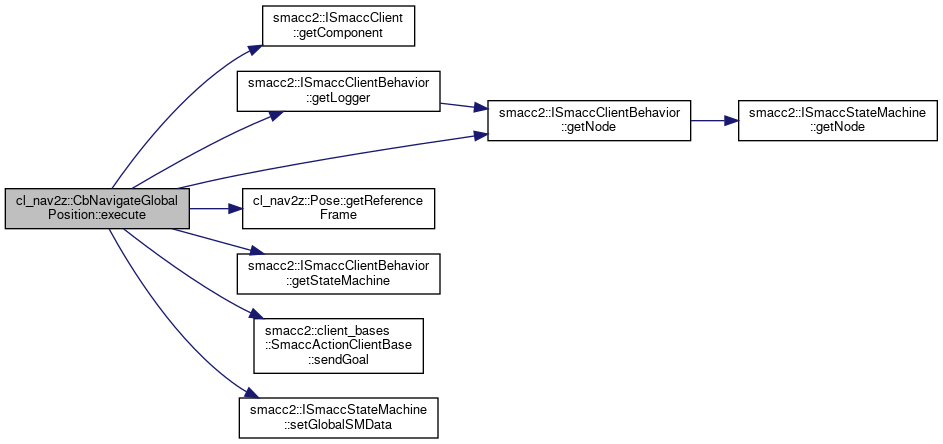 smacc2::ISmaccClient
::getComponent
smacc2::ISmaccClientBehavior
::getLogger
smacc2::ISmaccClientBehavior
::getNode
smacc2::ISmaccStateMachine
::getNode
cl_nav2z::CbNavigateGlobal
Position::execute
cl_nav2z::Pose::getReference
Frame
smacc2::ISmaccClientBehavior
::getStateMachine
smacc2::client_bases
::SmaccActionClientBase
::sendGoal
smacc2::ISmaccStateMachine
::setGlobalSMData